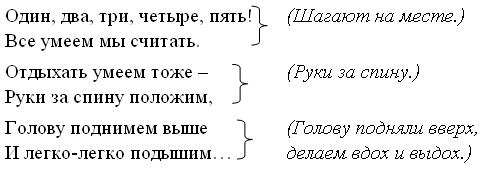 Один, два, три, четыре, пять! (Шагают на месте.)
Все умеем мы считать.
Отдыхать умеем тоже – (Руки за спину.)
Руки за спину положим,
Голову поднимем выше (Голову подняли вверх,
И легко-легко подышим… делаем вдох и выдох.)